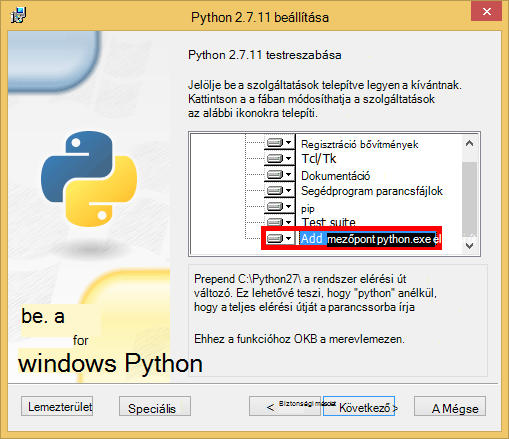 Python 2.7.11 beállítása
Python 2.7.11 testreszabása
Jelölje be a szolgáltatások telepítve legyen a kívántnak.
Kattintson a a fában módosíthatja a szolgáltatások
az alábbi ikonokra telepíti.
Regisztráció bővítmények
Tcl/Tk
Dokumentáció
Segédprogram parancsfájlok
pip
Test suite
Add mezőpont python.exe el
Prepend C:\Python27\ a rendszer elérési út
változó. Ez lehetővé teszi, hogy "python" anélkül,
hogy a teljes elérési útját a parancssorba írja
Ehhez a funkcióhoz OKB a merevlemezen.
be. a
for
windows Python
Lemezterület
Speciális
< Biztonsági
Következő >
A Mégse